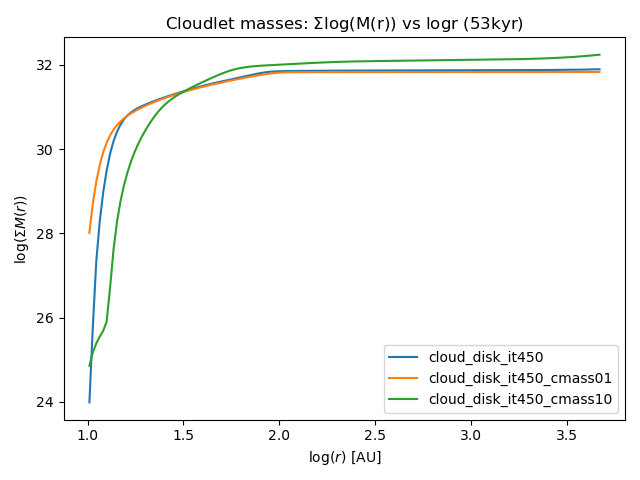 Cloudlet masses: Σlog(M(r)) vs logr (53kyr)
log(ΣM(r))
32
30
28
26
24
1.0 1.5 2.0 2.5 3.0 3.5
log(r) [AU]
cloud_disk_it450
cloud_disk_it450_cmass01
cloud_disk_it450_cmass10